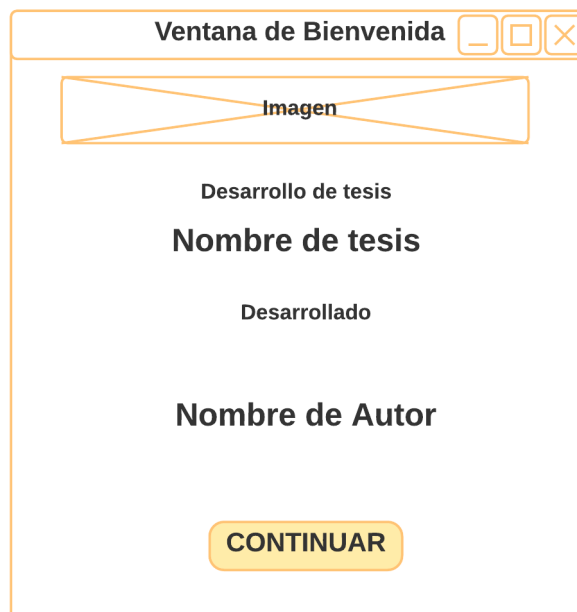 Ventana de Bienvenida
Imagen
Desarrollo de tesis
Nombre de tesis
Desarrollado
Nombre de Autor
CONTINUAR